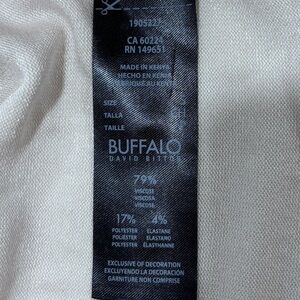 1905227
CA 60224
RN 149651
MADE IN KENYA
HECHO EN KENIA
FABRIQUÉ AU KENYA
SIZE
TALLA
TAILLE
BUFFALO
DAVID BITTON
79%
VISCOSE
VISCOSA
VISCOSE
17% 4%
POLYESTER ELASTANE
POLIÉSTER ELASTANO
POLYESTER ÉLASTHANNE
EXCLUSIVE OF DECORATION
EXCLUYENDO LA DECORACIÓN
GARNITURE NON COMPRISE